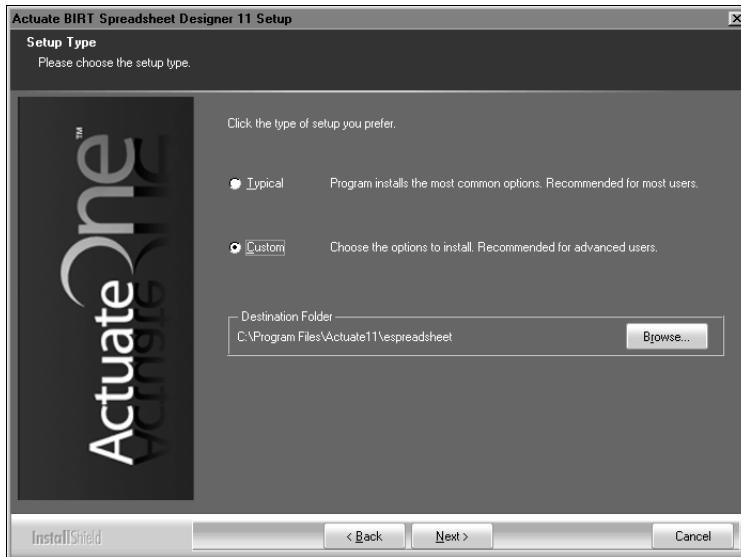 Actuate BIRT Spreadsheet Designer 11 Setup
Setup Type
Please choose the setup type.
ActuateOne™
Click the type of setup you prefer.
Typical Program installs the most common options. Recommended for most users.
Custom Choose the options to install. Recommended for advanced users.
Destination Folder
C:\Program Files\Actuate11\espreadsheet
Browse...
InstallShield
< Back Next > Cancel